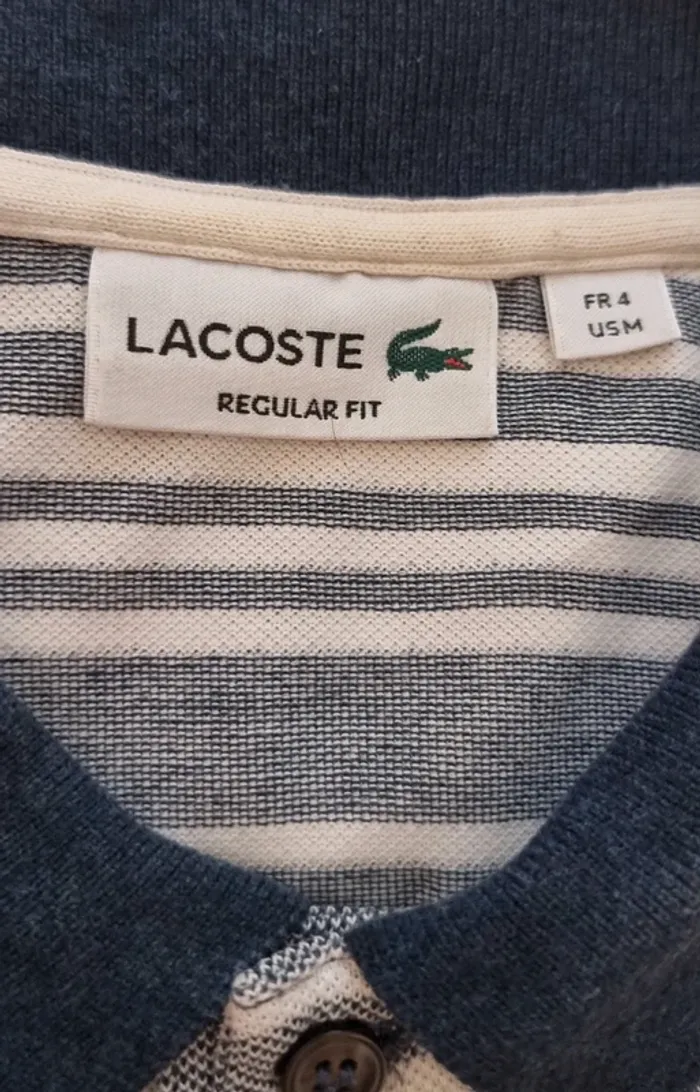 LACOSTE
REGULAR FIT
FR 4
US M